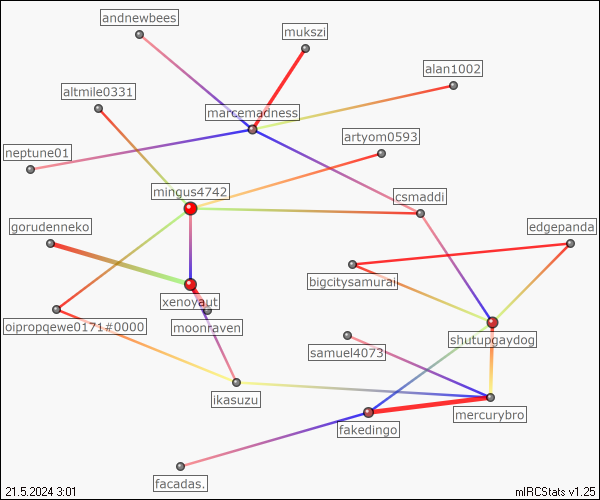 andnewbees
mukszi
alan1002
altmile0331
marcemadness
artyom0593
neptune01
mingus4742
csmaddi
gorudenneko
edgepanda
bigcitysamurai
xenoyaut
oipropqewe0171#0000
moonraven
shutupgaydog
samuel4073
ikasuzu
mercurybro
fakedingo
facadas.
21.5.2024 3:01
mIRCStats v1.25